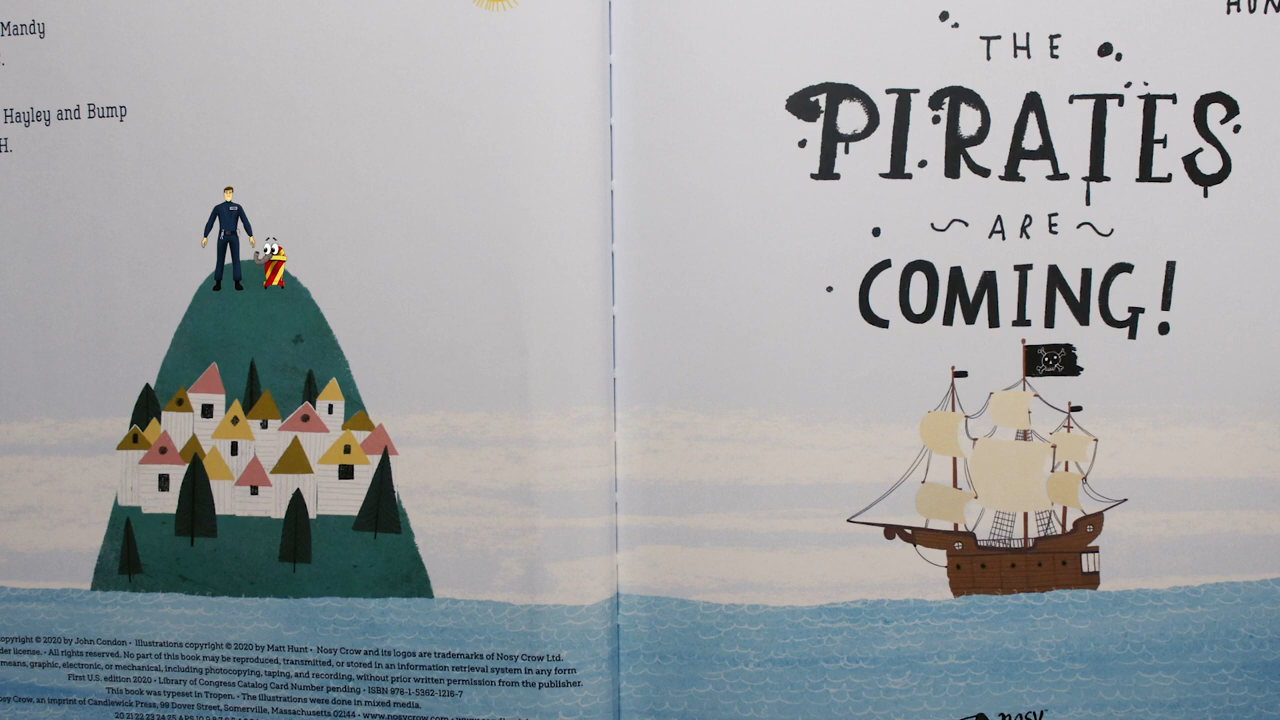 Mandy
Hayley and Bump
H.
opyright © 2020 by John Condon • Illustrations copyright © 2020 by Matt Hunt • Nosy Crow and its logos are trademarks of Nosy Crow Ltd.
der license. • All rights reserved. No part of this book may be reproduced, transmitted, or stored in an information retrieval system in any form
means, graphic, electronic, or mechanical, including photocopying, taping, and recording, without prior written permission from the publisher.
First U.S. edition 2020 • Library of Congress Catalog Card Number pending • ISBN 978-1-5362-1216-7
This book was typeset in Tropen. • The illustrations were done in mixed media.
osy Crow, an imprint of Candlewick Press, 99 Dover Street, Somerville, Massachusetts 02144 • www.nosycrow.com
HUN
THE
PIRATES
ARE
COMING!
nosy